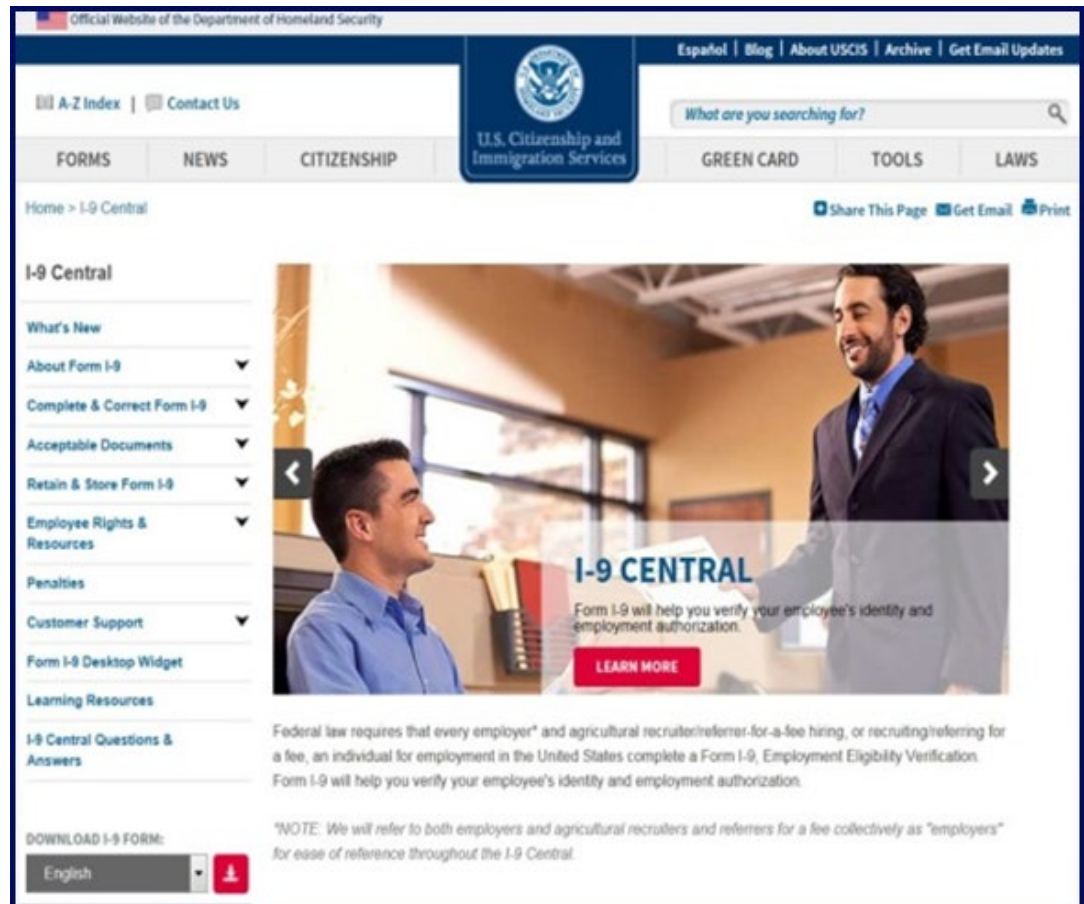 Official Website of the Department of Homeland Security
Español | Blog | About USCIS | Archive | Get Email Updates
A-Z Index | Contact Us
What are you searching for?
U.S. Citizenship and
Immigration Services
FORMS NEWS CITIZENSHIP GREEN CARD TOOLS LAWS
Home > I-9 Central
Share This Page Get Email Print
I-9 Central
What's New
About Form I-9
Complete & Correct Form I-9
Acceptable Documents
Retain & Store Form I-9
Employee Rights &
Resources
Penalties
Customer Support
Form I-9 Desktop Widget
Learning Resources
I-9 Central Questions &
Answers
DOWNLOAD I-9 FORM:
English
I-9 CENTRAL
Form I-9 will help you verify your employee's identity and
employment authorization.
LEARN MORE
Federal law requires that every employer* and agricultural recruiter/referrer-for-a-fee hiring, or recruiting/referring for
a fee, an individual for employment in the United States complete a Form I-9, Employment Eligibility Verification.
Form I-9 will help you verify your employee's identity and employment authorization.
*NOTE: We will refer to both employers and agricultural recruiters and referrers for a fee collectively as "employers"
for ease of reference throughout the I-9 Central.